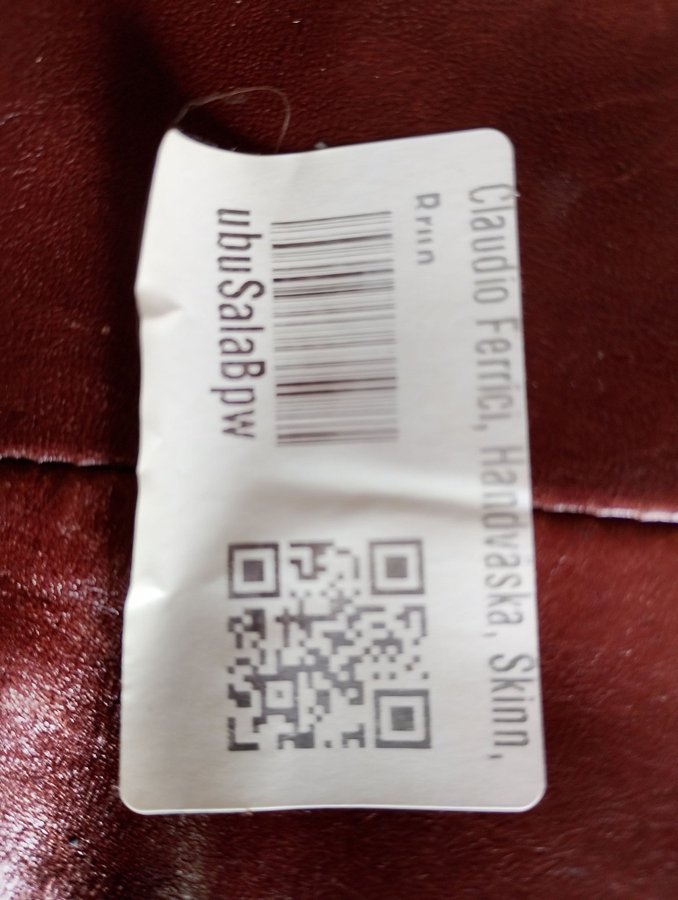 Claudio Ferrici, Handväska, Skinn,
Brun
ubuSalaBpw